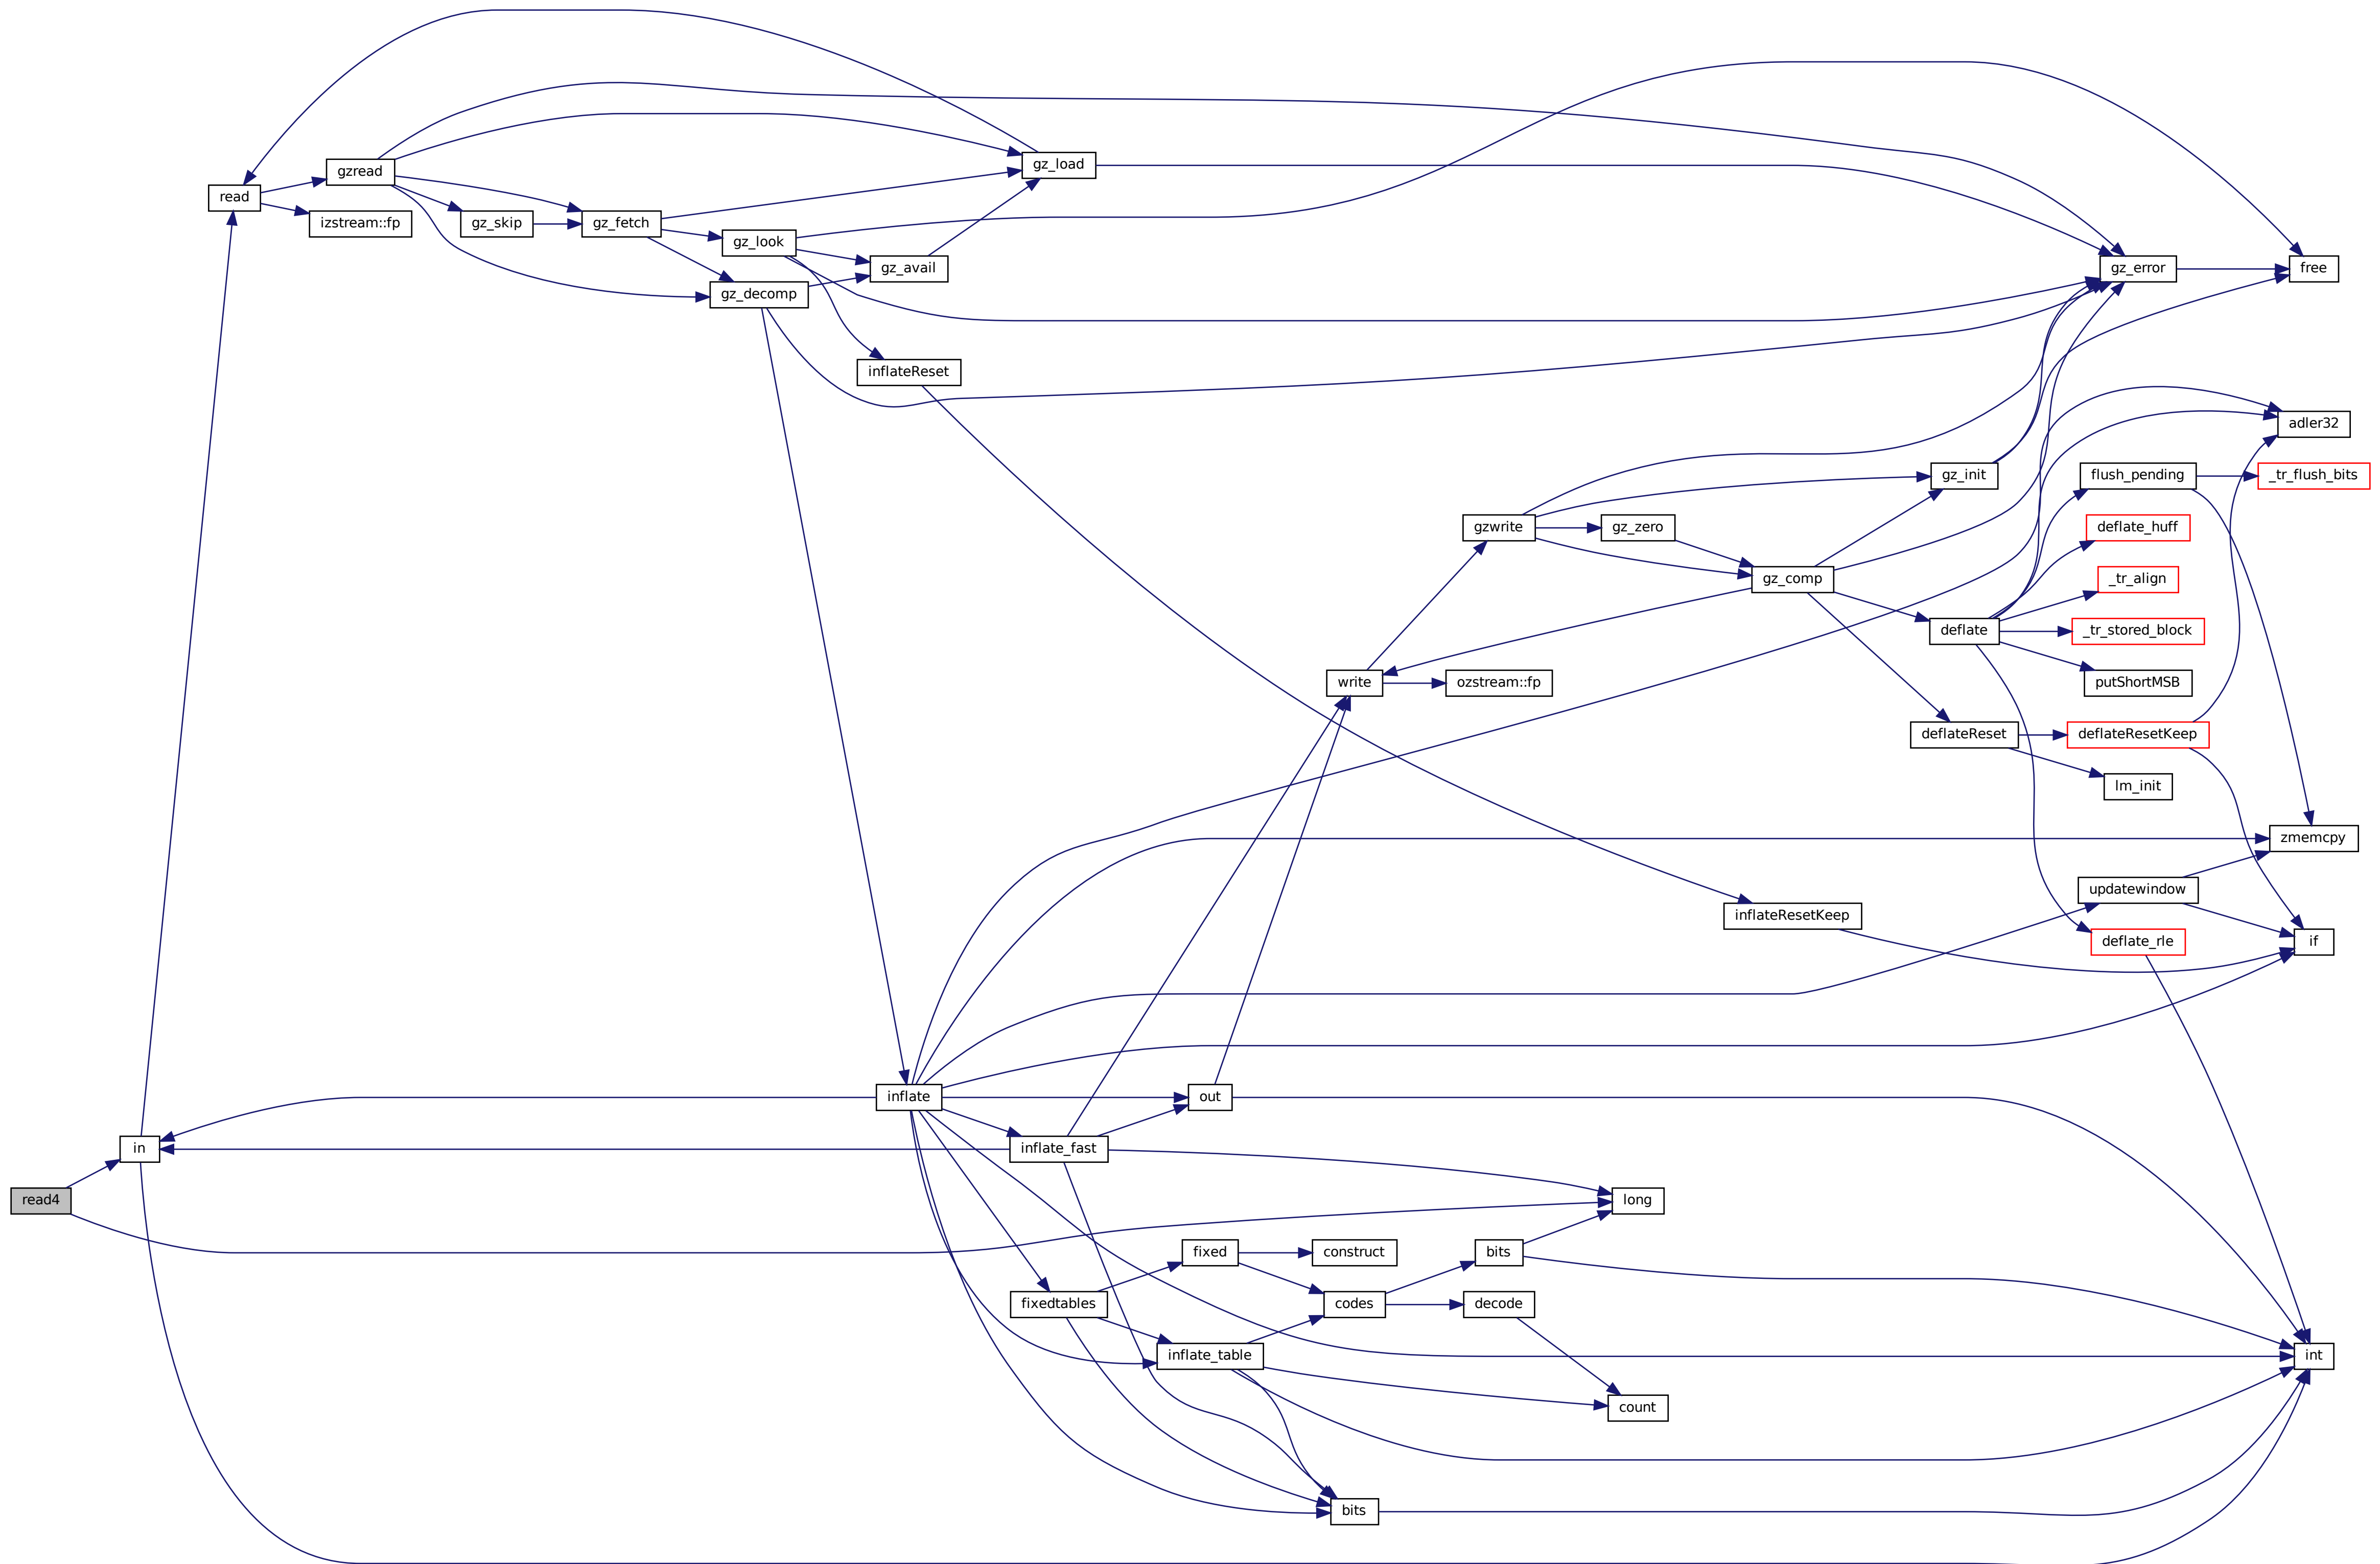 read4
in
read
gzread
izstream::fp
gz_skip
gz_fetch
gz_look
gz_decomp
gz_avail
inflateReset
gz_load
inflate
inflate_fast
fixedtables
out
fixed
inflate_table
write
construct
codes
bits
gzwrite
ozstream::fp
bits
decode
gz_zero
long
count
gz_comp
inflateResetKeep
gz_init
deflate
deflateReset
gz_error
flush_pending
deflate_huff
_tr_align
_tr_stored_block
putShortMSB
deflateResetKeep
lm_init
updatewindow
deflate_rle
free
adler32
_tr_flush_bits
zmemcpy
if
int